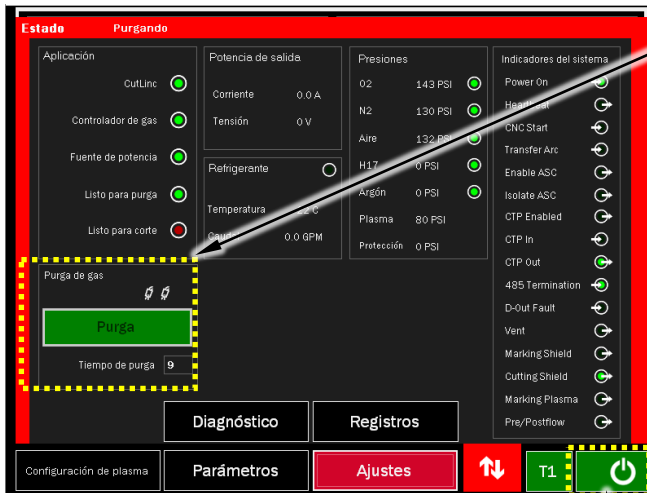 Estado Purgando
Aplicación
CutLinc
Controlador de gas
Fuente de potencia
Listo para purga
Listo para corte
Potencia de salida
Corriente 0.0 A
Tensión 0 V
Refrigerante
Temperatura C
0.0 GPM
Presiones
O2 143 PSI
N2 130 PSI
Aire 132 PSI
H17 0 PSI
Argón 0 PSI
Plasma 80 PSI
Protección 0 PSI
Indicadores del sistema
Power On
CNC Start
Transfer Arc
Enable ASC
Isolate ASC
CTP Enabled
CTP In
CTP Out
485 Termination
D-Out Fault
Vent
Marking Shield
Cutting Shield
Marking Plasma
Pre/Postflow
Purga de gas
Purga
Tiempo de purga 9
Diagnóstico Registros
Configuración de plasma Parámetros Ajustes T1